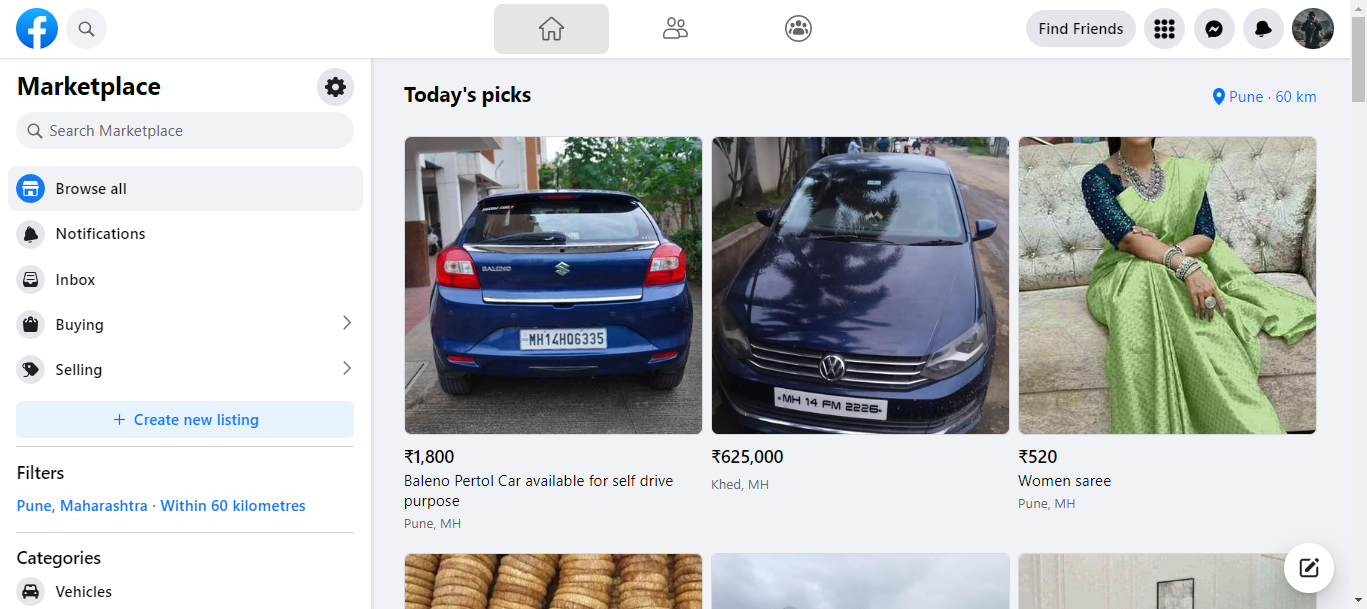 Find Friends
Marketplace
Search Marketplace
Browse all
Notifications
Inbox
Buying
Selling
+ Create new listing
Filters
Pune, Maharashtra · Within 60 kilometres
Categories
Vehicles
Today's picks
Pune · 60 km
BALENO
MH14HQ6335
₹1,800
Baleno Pertol Car available for self drive
purpose
Pune, MH
MH 14 FM 2226
₹625,000
Khed, MH
₹520
Women saree
Pune, MH